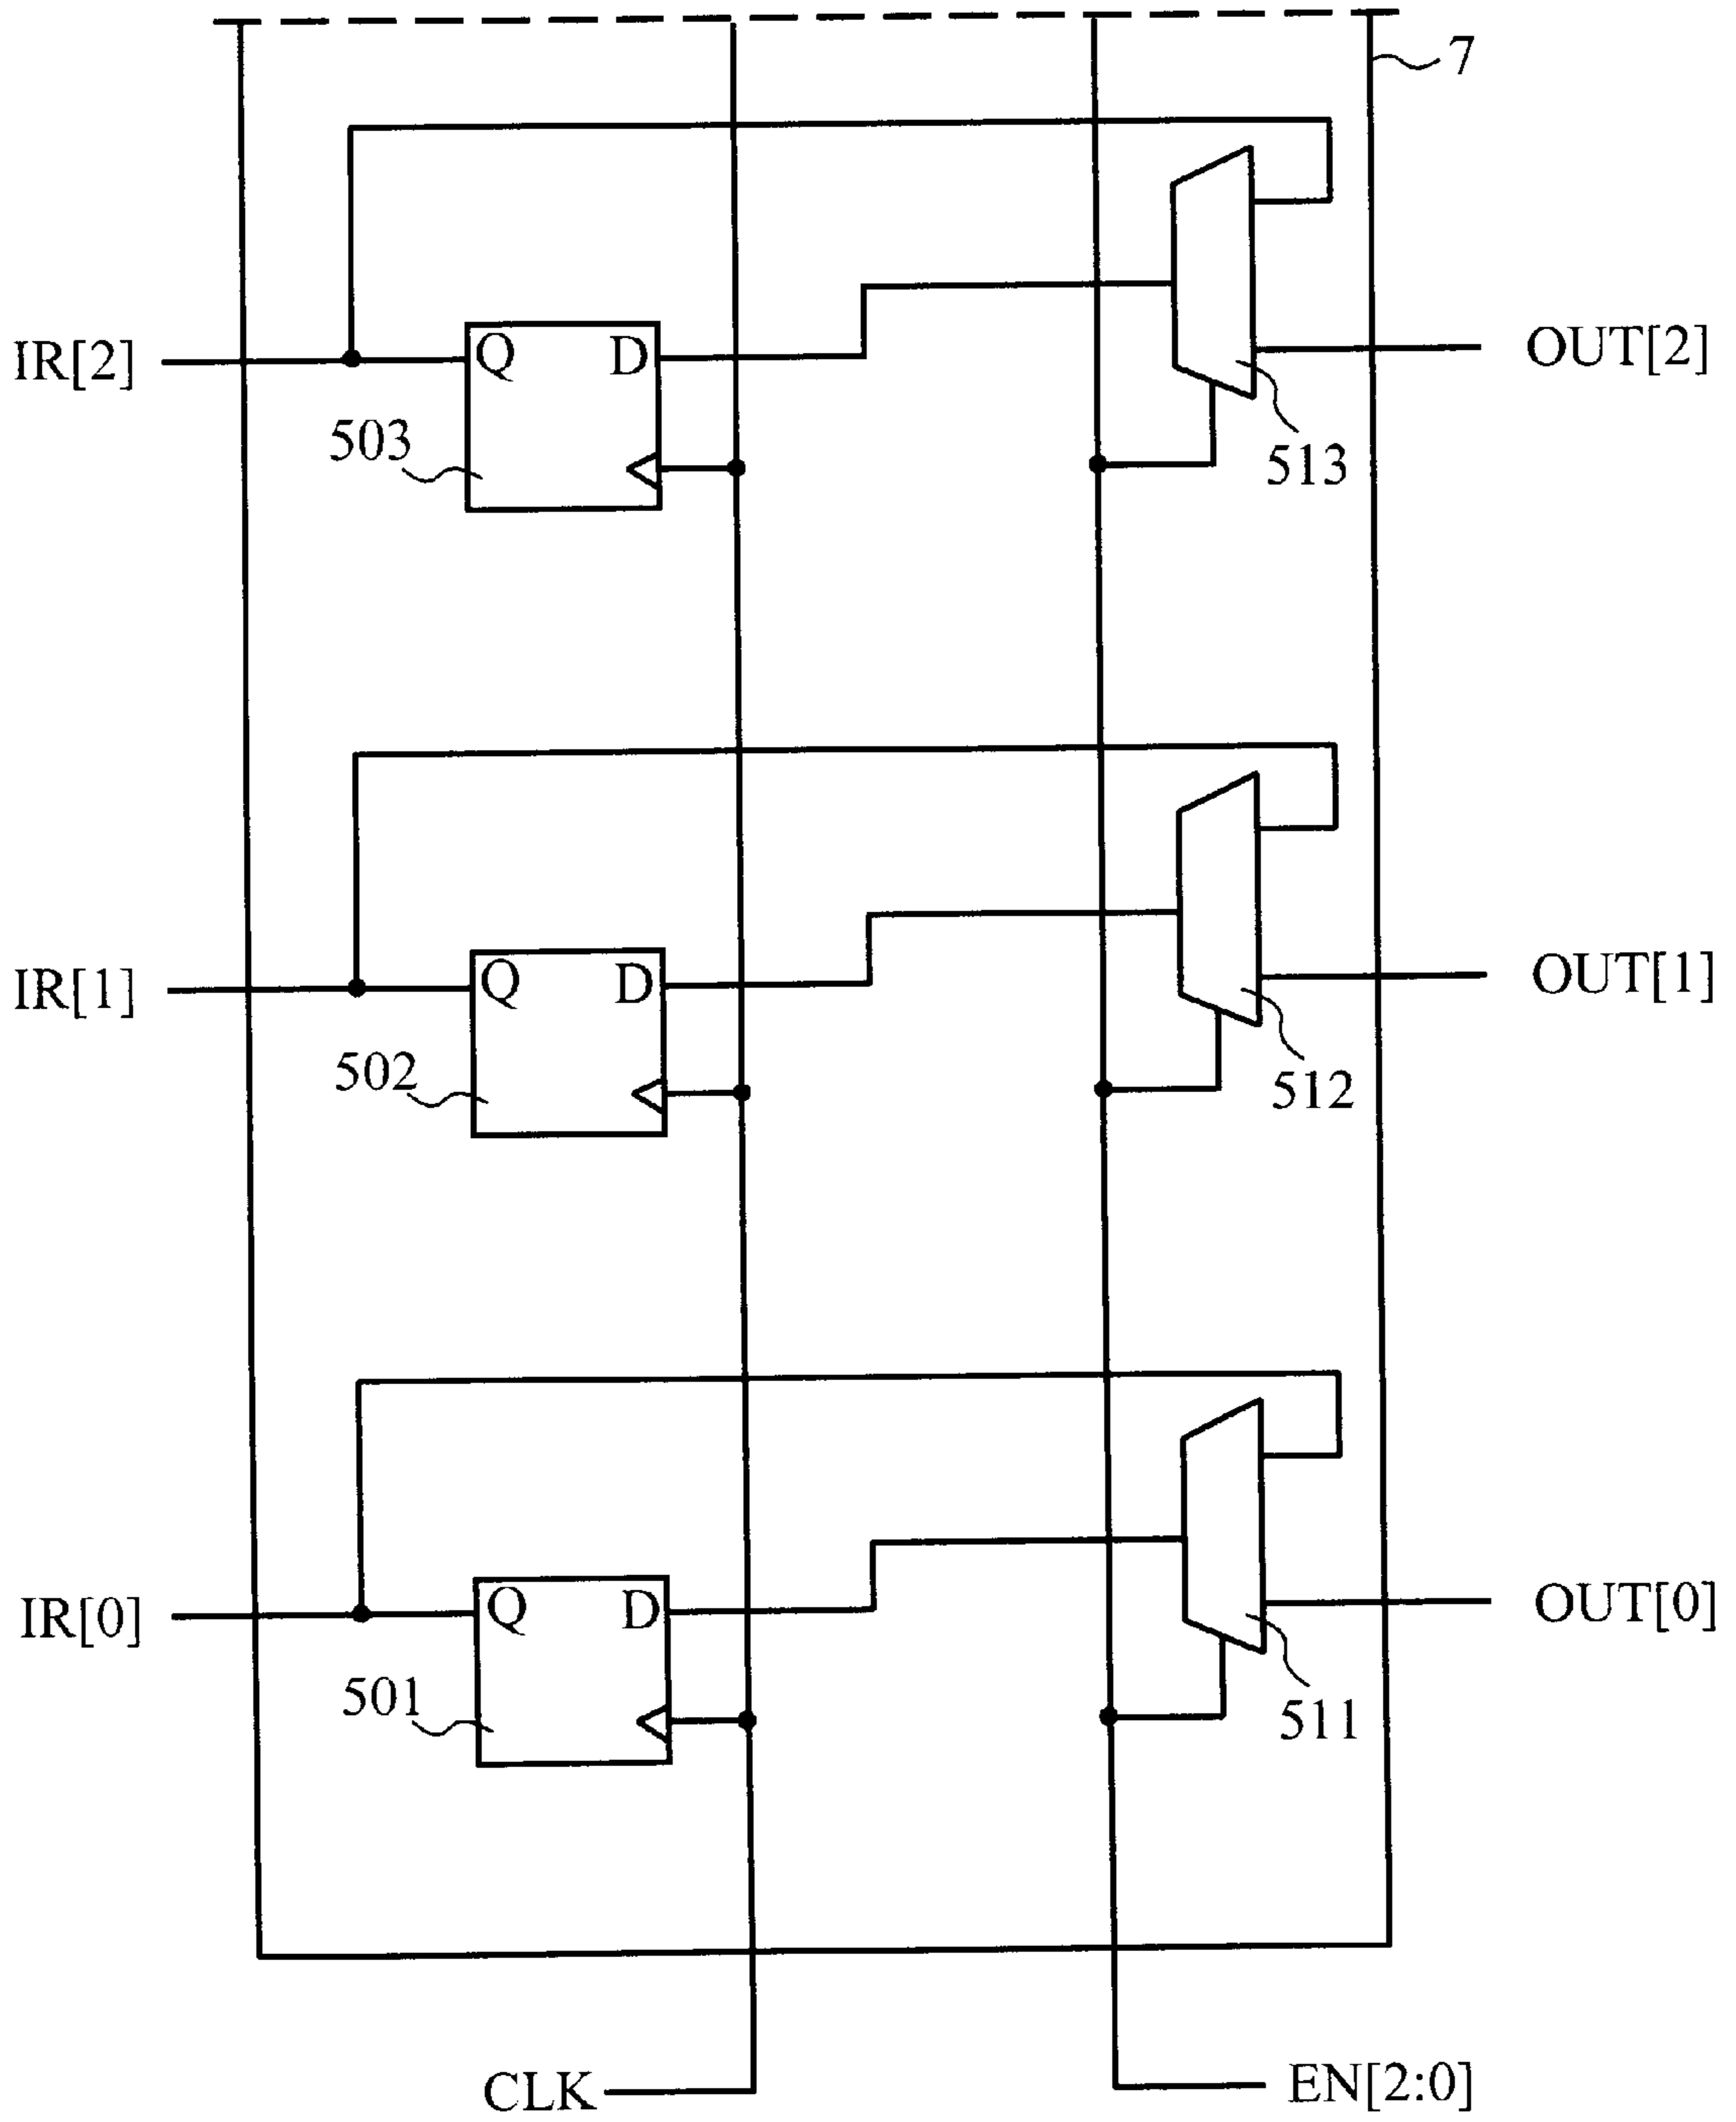 7
IR[2]
Q
D
OUT[2]
503
513
IR[1]
Q
D
OUT[1]
502
512
IR[0]
Q
D
OUT[0]
501
511
CLK
EN[2:0]